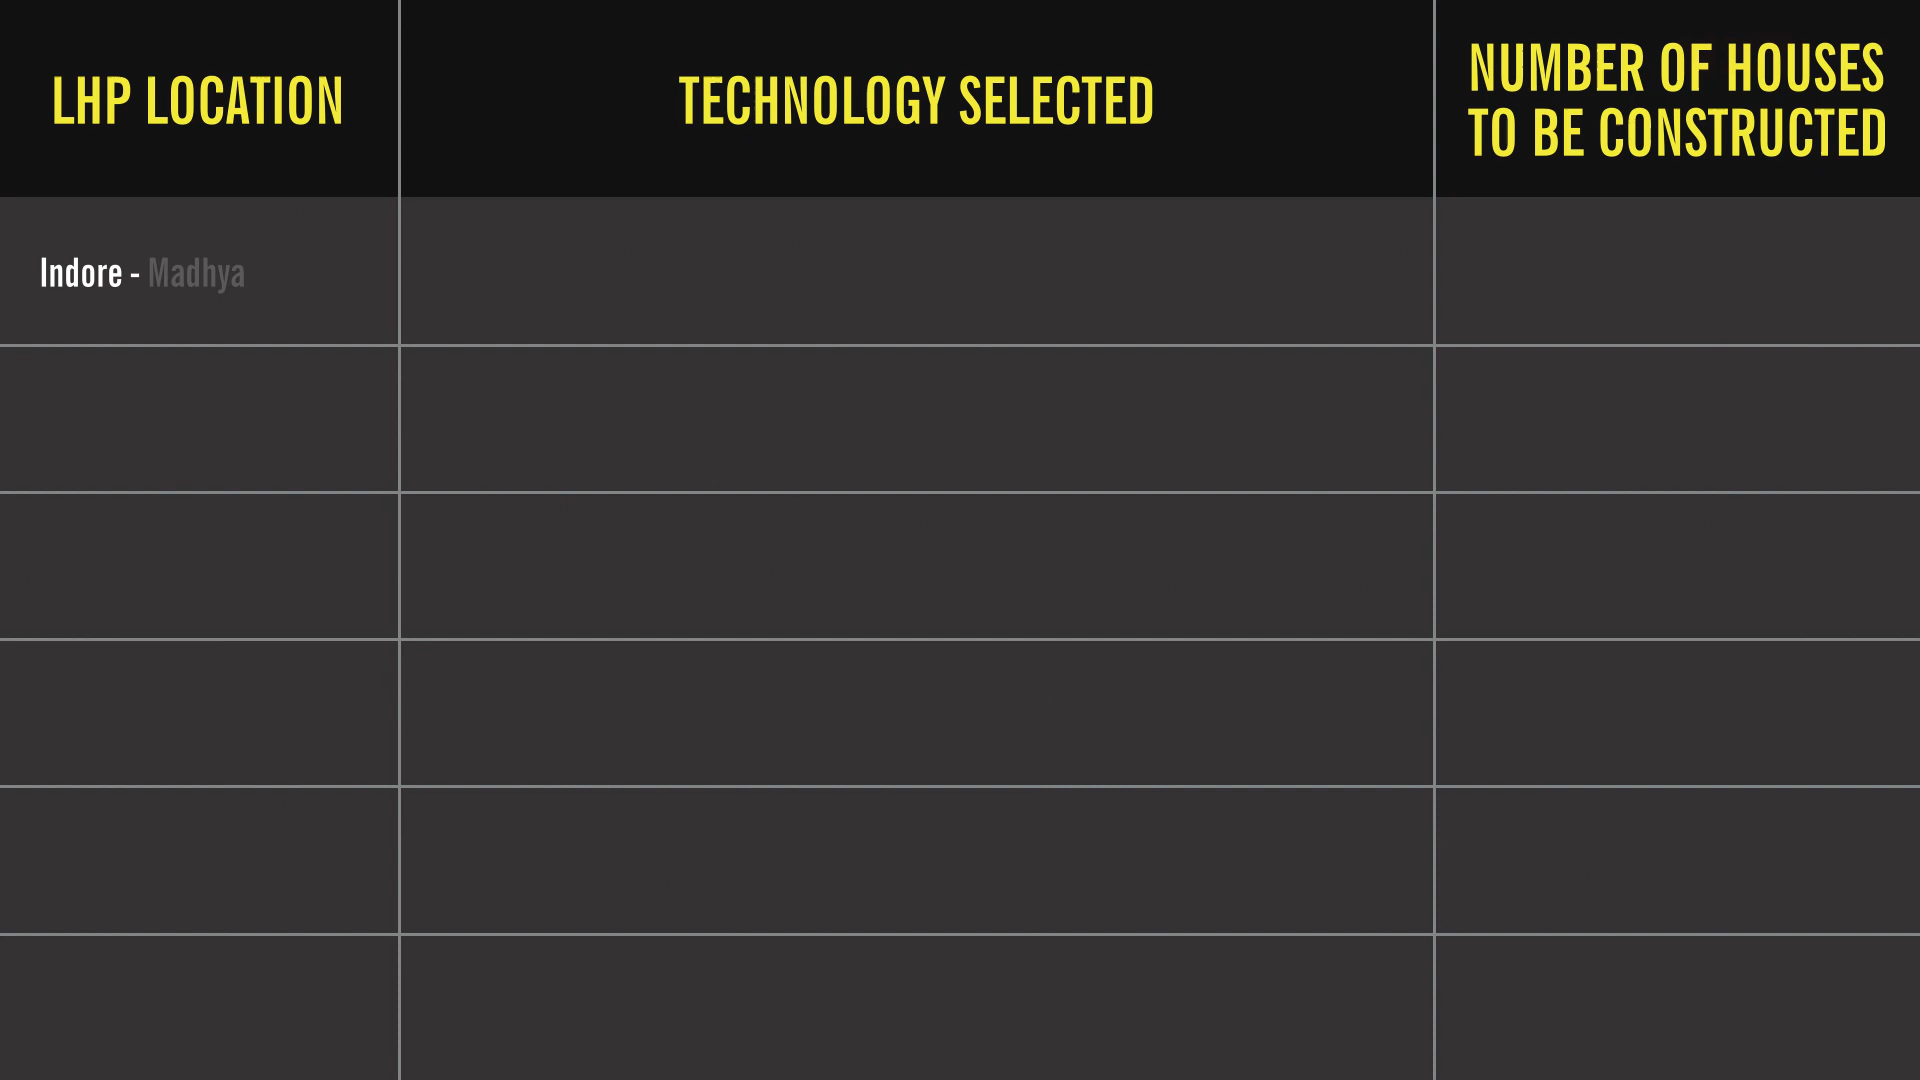 LHP LOCATION
TECHNOLOGY SELECTED
NUMBER OF HOUSES
TO BE CONSTRUCTED
Indore - Madhya